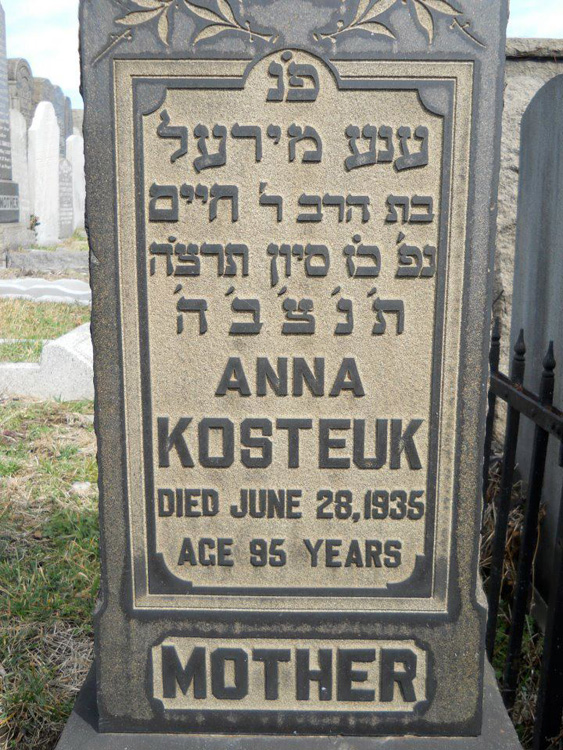 פנ
ענע מירעל
בת הרב ר' חיים
נפ' כז סיון תרצה
ת' נ' צ' ב' ה'
ANNA
KOSTEUK
DIED JUNE 28, 1935
AGE 95 YEARS
MOTHER